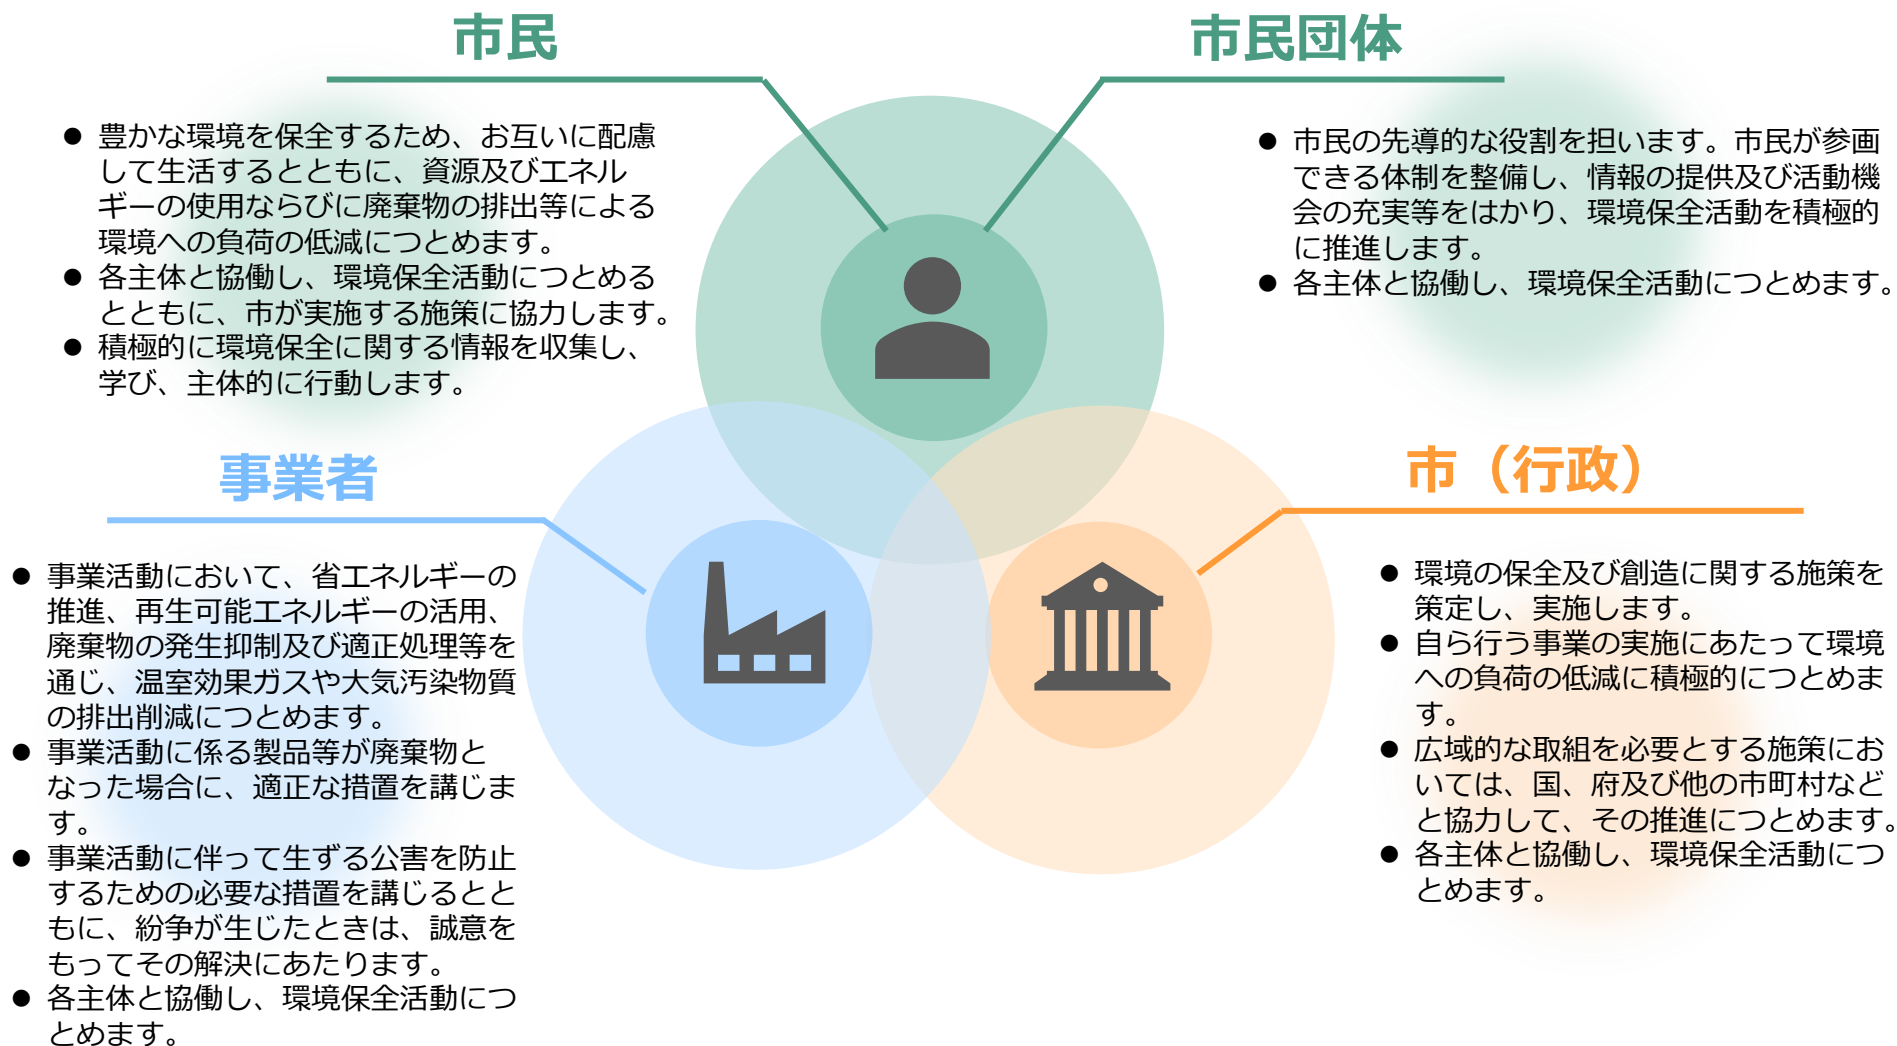 市民
● 豊かな環境を保全するため、お互いに配慮
して生活するとともに、資源及びエネル
ギーの使用ならびに廃棄物の排出等による
環境への負荷の低減につとめます。
● 各主体と協働し、環境保全活動につとめる
とともに、市が実施する施策に協力します。
● 積極的に環境保全に関する情報を収集し、
学び、主体的に行動します。
市民団体
● 市民の先導的な役割を担います。市民が参画
できる体制を整備し、情報の提供及び活動機
会の充実等をはかり、環境保全活動を積極的
に推進します。
● 各主体と協働し、環境保全活動につとめます。
事業者
● 事業活動において、省エネルギーの
推進、再生可能エネルギーの活用、
廃棄物の発生抑制及び適正処理等を
通じ、温室効果ガスや大気汚染物質
の排出削減につとめます。
● 事業活動に係る製品等が廃棄物と
なった場合に、適正な措置を講じま
す。
● 事業活動に伴って生ずる公害を防止
するための必要な措置を講じるとと
もに、紛争が生じたときは、誠意を
もってその解決にあたります。
● 各主体と協働し、環境保全活動につ
とめます。
市（行政）
● 環境の保全及び創造に関する施策を
策定し、実施します。
● 自ら行う事業の実施にあたって環境
への負荷の低減に積極的につとめま
す。
● 広域的な取組を必要とする施策にお
いては、国、府及び他の市町村など
と協力して、その推進につとめます。
● 各主体と協働し、環境保全活動につ
とめます。